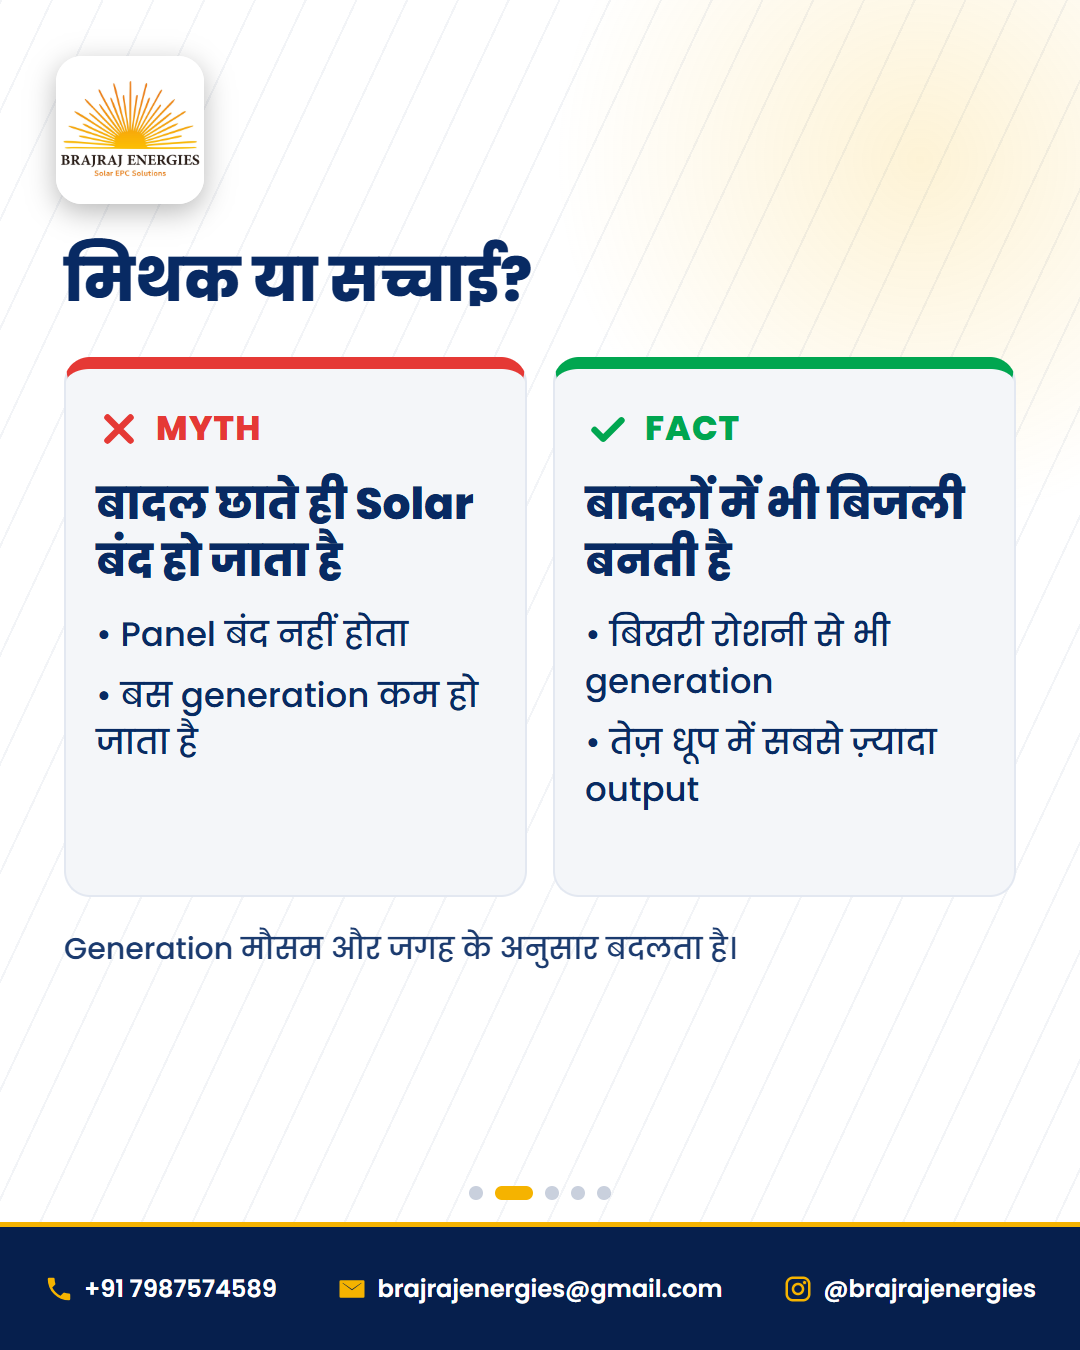 BRAJRAJ ENERGIES
Solar EPC Solutions
मिथक या सच्चाई?
MYTH
बादल छाते ही Solar
बंद हो जाता है
• Panel बंद नहीं होता
• बस generation कम हो
जाता है
FACT
बादलों में भी बिजली
बनती है
• बिखरी रोशनी से भी
generation
• तेज़ धूप में सबसे ज़्यादा
output
Generation मौसम और जगह के अनुसार बदलता है।
+91 7987574589
brajrajenergies@gmail.com
@brajrajenergies